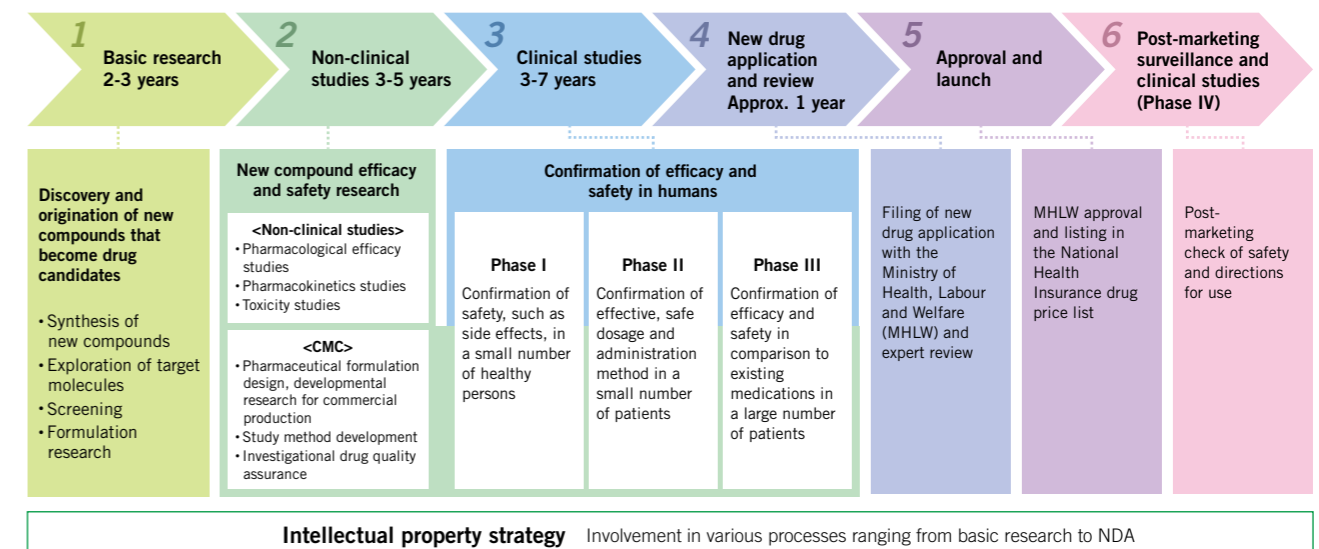 1
Basic research
2-3 years
2
Non-clinical
studies 3-5 years
3
Clinical studies
3-7 years
4
New drug
application
and review
Approx. 1 year
5
Approval and
launch
6
Post-marketing
surveillance and
clinical studies
(Phase IV)
Discovery and
origination of new
compounds that
become drug
candidates
• Synthesis of
new compounds
• Exploration of target
molecules
• Screening
• Formulation
research
New compound efficacy
and safety research
<Non-clinical studies>
• Pharmacological efficacy
studies
• Pharmacokinetics studies
• Toxicity studies
<CMC>
• Pharmaceutical formulation
design, developmental
research for commercial
production
• Study method development
• Investigational drug quality
assurance
Confirmation of efficacy and
safety in humans
Phase I
Confirmation of
safety, such as
side effects, in
a small number
of healthy
persons
Phase II
Confirmation of
effective, safe
dosage and
administration
method in a
small number
of patients
Phase III
Confirmation of
efficacy and
safety in
comparison to
existing
medications in
a large number
of patients
Filing of new
drug application
with the
Ministry of
Health, Labour
and Welfare
(MHLW) and
expert review
MHLW approval
and listing in
the National
Health
Insurance drug
price list
Post-
marketing
check of safety
and directions
for use
Intellectual property strategy Involvement in various processes ranging from basic research to NDA